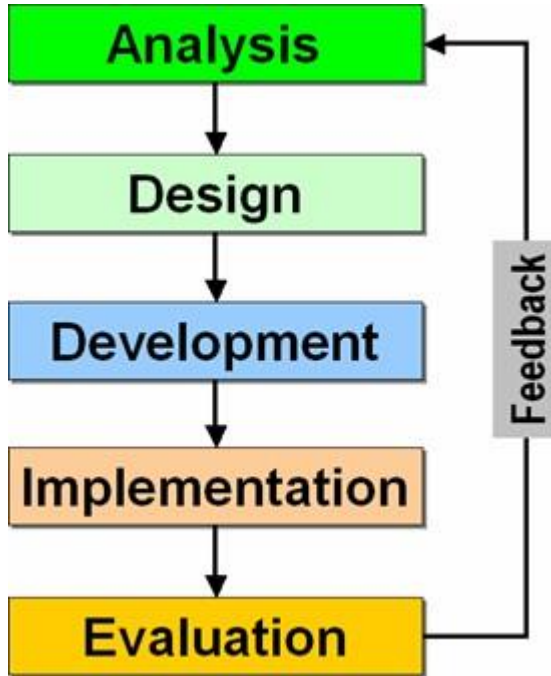 Analysis
Design
Development
Implementation
Evaluation
Feedback